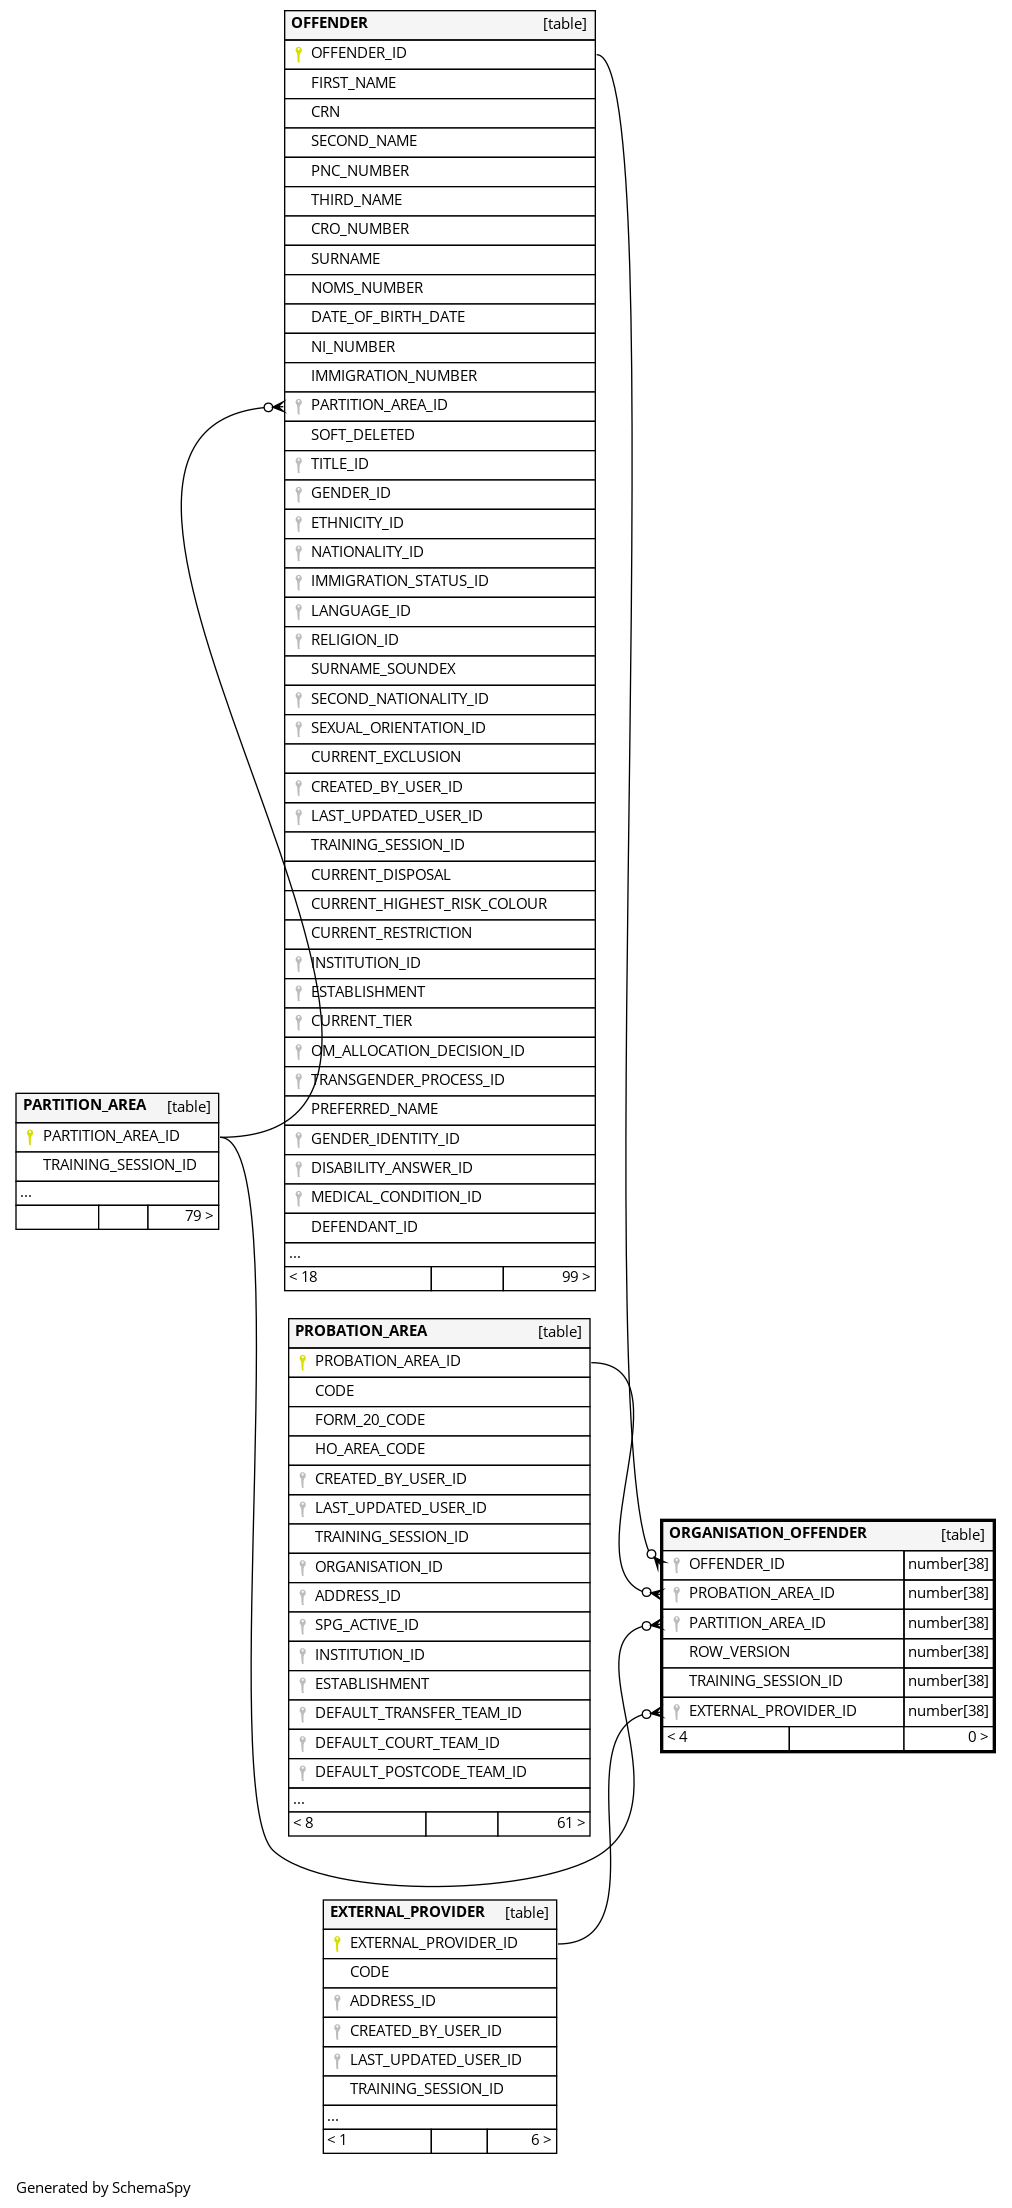 OFFENDER [table]
OFFENDER_ID
FIRST_NAME
CRN
SECOND_NAME
PNC_NUMBER
THIRD_NAME
CRO_NUMBER
SURNAME
NOMS_NUMBER
DATE_OF_BIRTH_DATE
NI_NUMBER
IMMIGRATION_NUMBER
PARTITION_AREA_ID
SOFT_DELETED
TITLE_ID
GENDER_ID
ETHNICITY_ID
NATIONALITY_ID
IMMIGRATION_STATUS_ID
LANGUAGE_ID
RELIGION_ID
SURNAME_SOUNDEX
SECOND_NATIONALITY_ID
SEXUAL_ORIENTATION_ID
CURRENT_EXCLUSION
CREATED_BY_USER_ID
LAST_UPDATED_USER_ID
TRAINING_SESSION_ID
CURRENT_DISPOSAL
CURRENT_HIGHEST_RISK_COLOUR
CURRENT_RESTRICTION
INSTITUTION_ID
ESTABLISHMENT
CURRENT_TIER
OM_ALLOCATION_DECISION_ID
TRANSGENDER_PROCESS_ID
PREFERRED_NAME
GENDER_IDENTITY_ID
DISABILITY_ANSWER_ID
MEDICAL_CONDITION_ID
DEFENDANT_ID
...
< 18 99 >
PARTITION_AREA [table]
PARTITION_AREA_ID
TRAINING_SESSION_ID
...
79 >
PROBATION_AREA [table]
PROBATION_AREA_ID
CODE
FORM_20_CODE
HO_AREA_CODE
CREATED_BY_USER_ID
LAST_UPDATED_USER_ID
TRAINING_SESSION_ID
ORGANISATION_ID
ADDRESS_ID
SPG_ACTIVE_ID
INSTITUTION_ID
ESTABLISHMENT
DEFAULT_TRANSFER_TEAM_ID
DEFAULT_COURT_TEAM_ID
DEFAULT_POSTCODE_TEAM_ID
...
< 8 61 >
ORGANISATION_OFFENDER [table]
OFFENDER_ID number[38]
PROBATION_AREA_ID number[38]
PARTITION_AREA_ID number[38]
ROW_VERSION number[38]
TRAINING_SESSION_ID number[38]
EXTERNAL_PROVIDER_ID number[38]
< 4 0 >
EXTERNAL_PROVIDER [table]
EXTERNAL_PROVIDER_ID
CODE
ADDRESS_ID
CREATED_BY_USER_ID
LAST_UPDATED_USER_ID
TRAINING_SESSION_ID
...
< 1 6 >
Generated by SchemaSpy